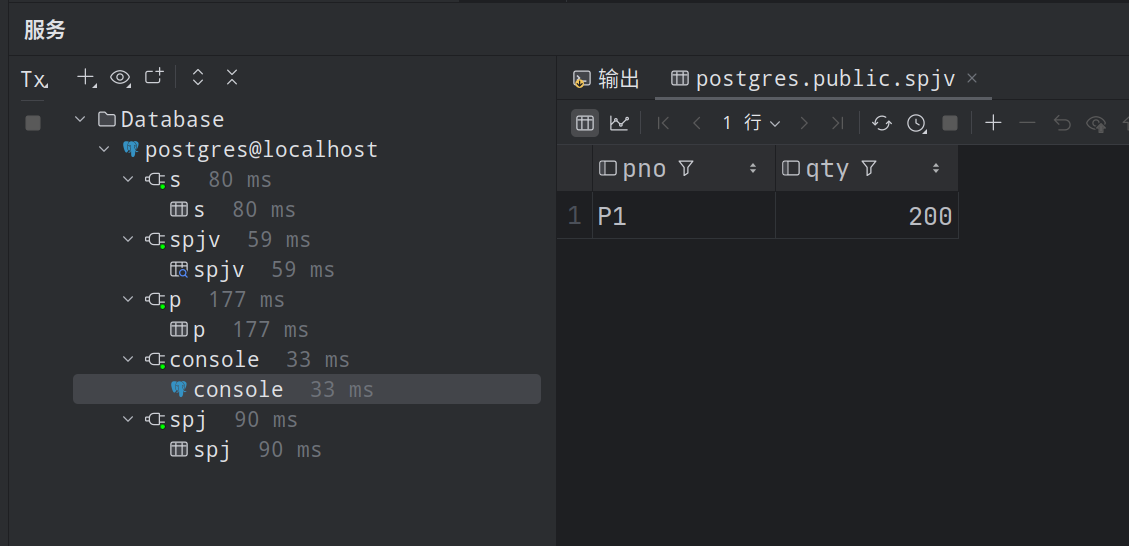 服务
Tx
Database
postgres@localhost
s 80 ms
s 80 ms
spjv 59 ms
spjv 59 ms
p 177 ms
p 177 ms
console 33 ms
console 33 ms
spj 90 ms
spj 90 ms
输出 postgres.public.spjv
1 行
pno qty
1 P1 200